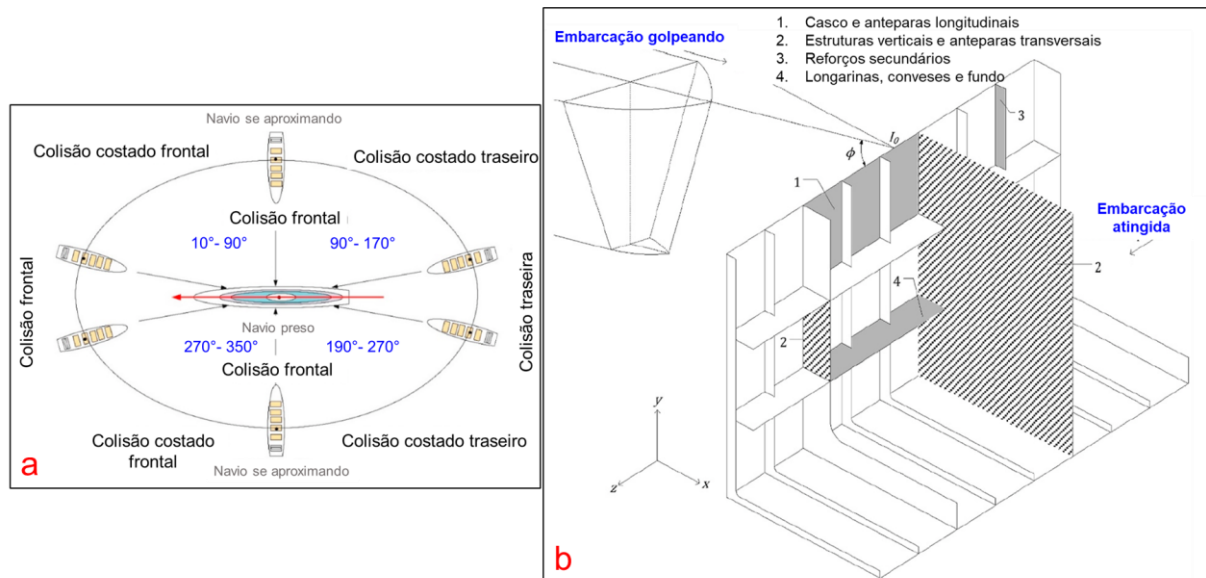 Navio se aproximando
Colisão costado frontal
Colisão costado traseiro
Colisão frontal
10°- 90°
90°- 170°
Colisão frontal
Colisão traseira
Navio preso
270°- 350°
190°- 270°
Colisão frontal
Colisão costado
frontal
Colisão costado traseiro
Navio se aproximando
a
1. Casco e anteparas longitudinais
2. Estruturas verticais e anteparas transversais
3. Reforços secundários
4. Longarinas, conveses e fundo
Embarcação golpeando
3
t₀
ϕ
1
Embarcação
atingida
2
4
2
y
z
x
b